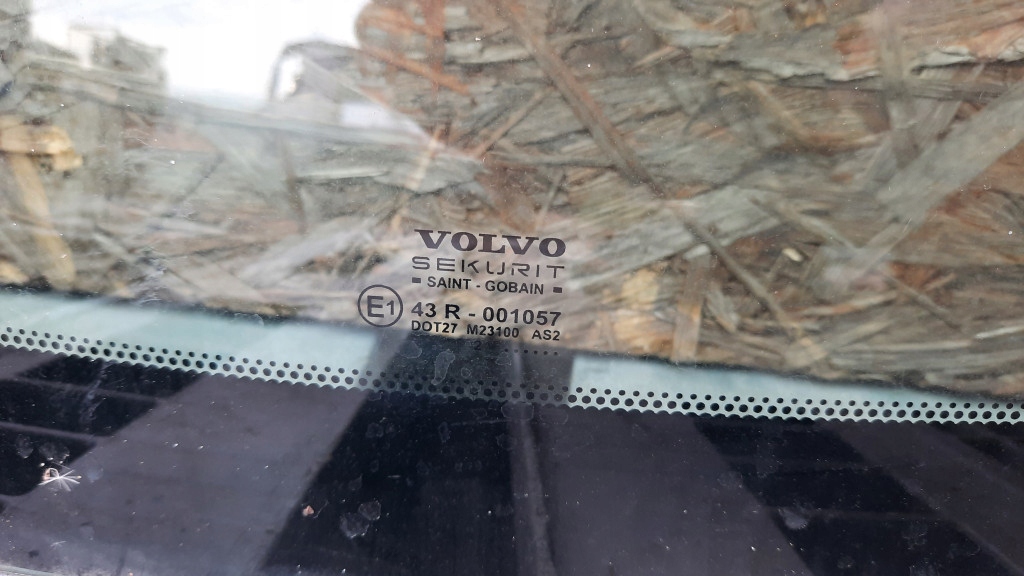 VOLVO
SEKURIT
SAINT - GOBAIN
E1 43 R - 001057
DOT27 M23100 AS2